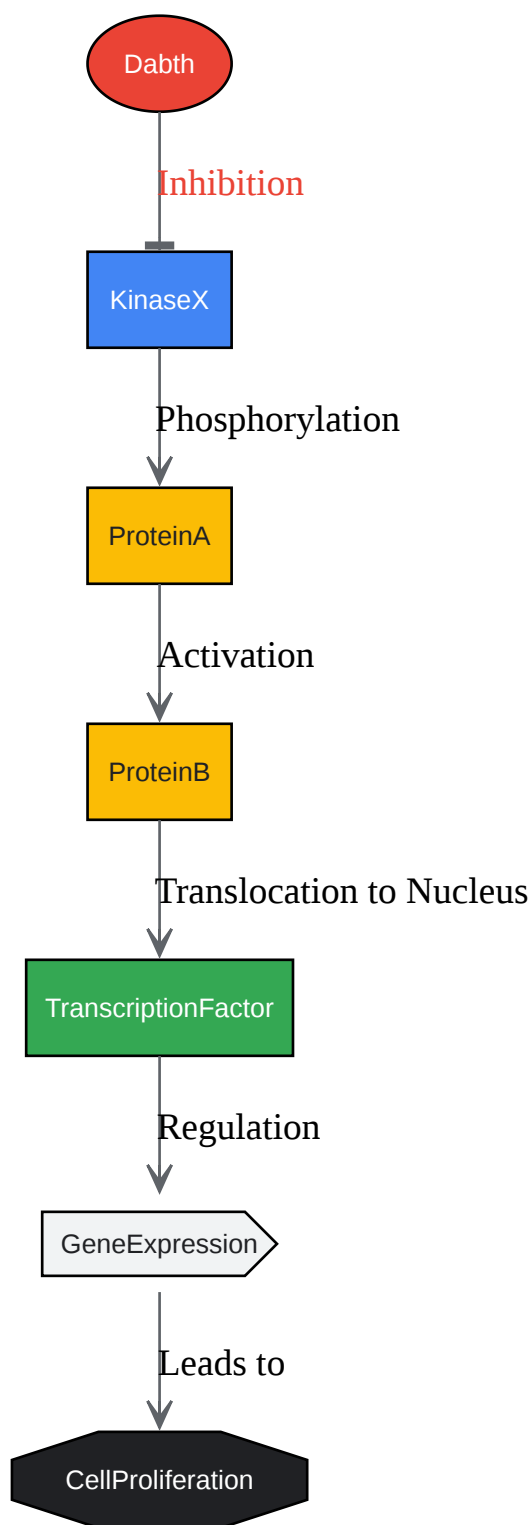 Dabth
Inhibition
KinaseX
Phosphorylation
ProteinA
Activation
ProteinB
Translocation to Nucleus
TranscriptionFactor
Regulation
GeneExpression
Leads to
CellProliferation